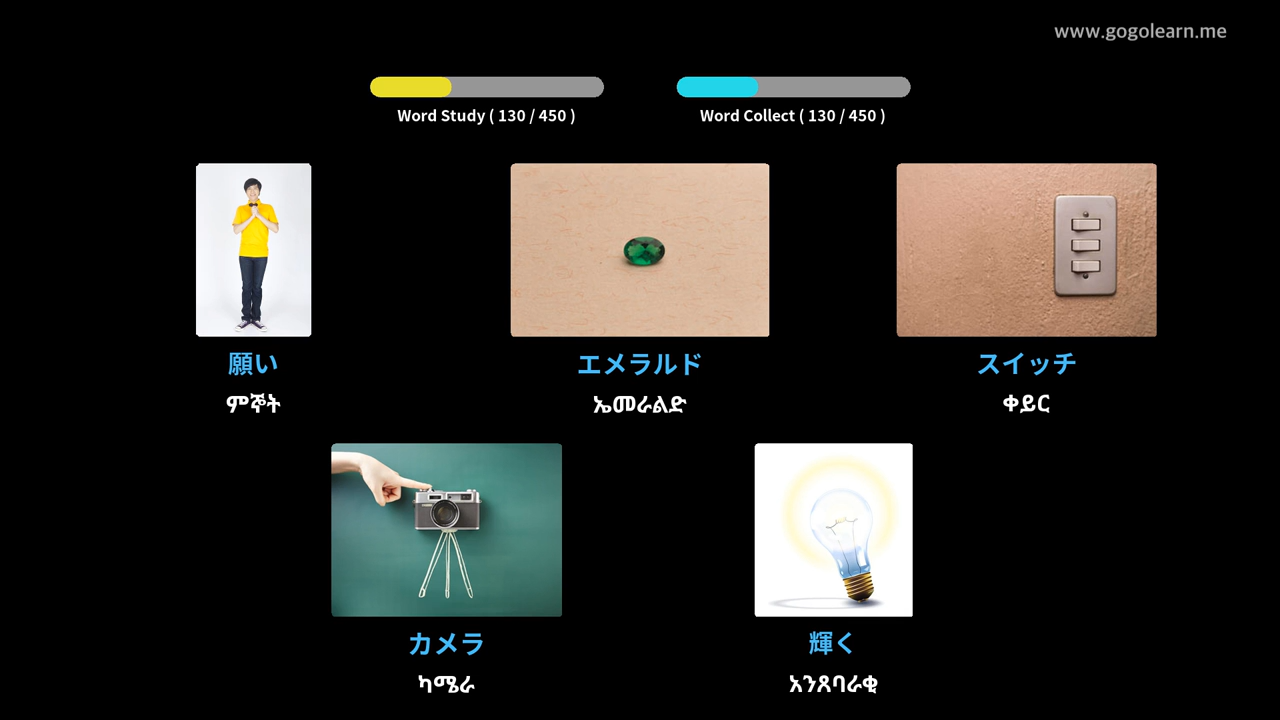 www.gogolearn.me
Word Study ( 130 / 450 )
Word Collect ( 130 / 450 )
願い
ምኞት
エメラルド
ኤመራልድ
スイッチ
ቀይር
カメラ
ካሜራ
輝く
አንጸባራቂ